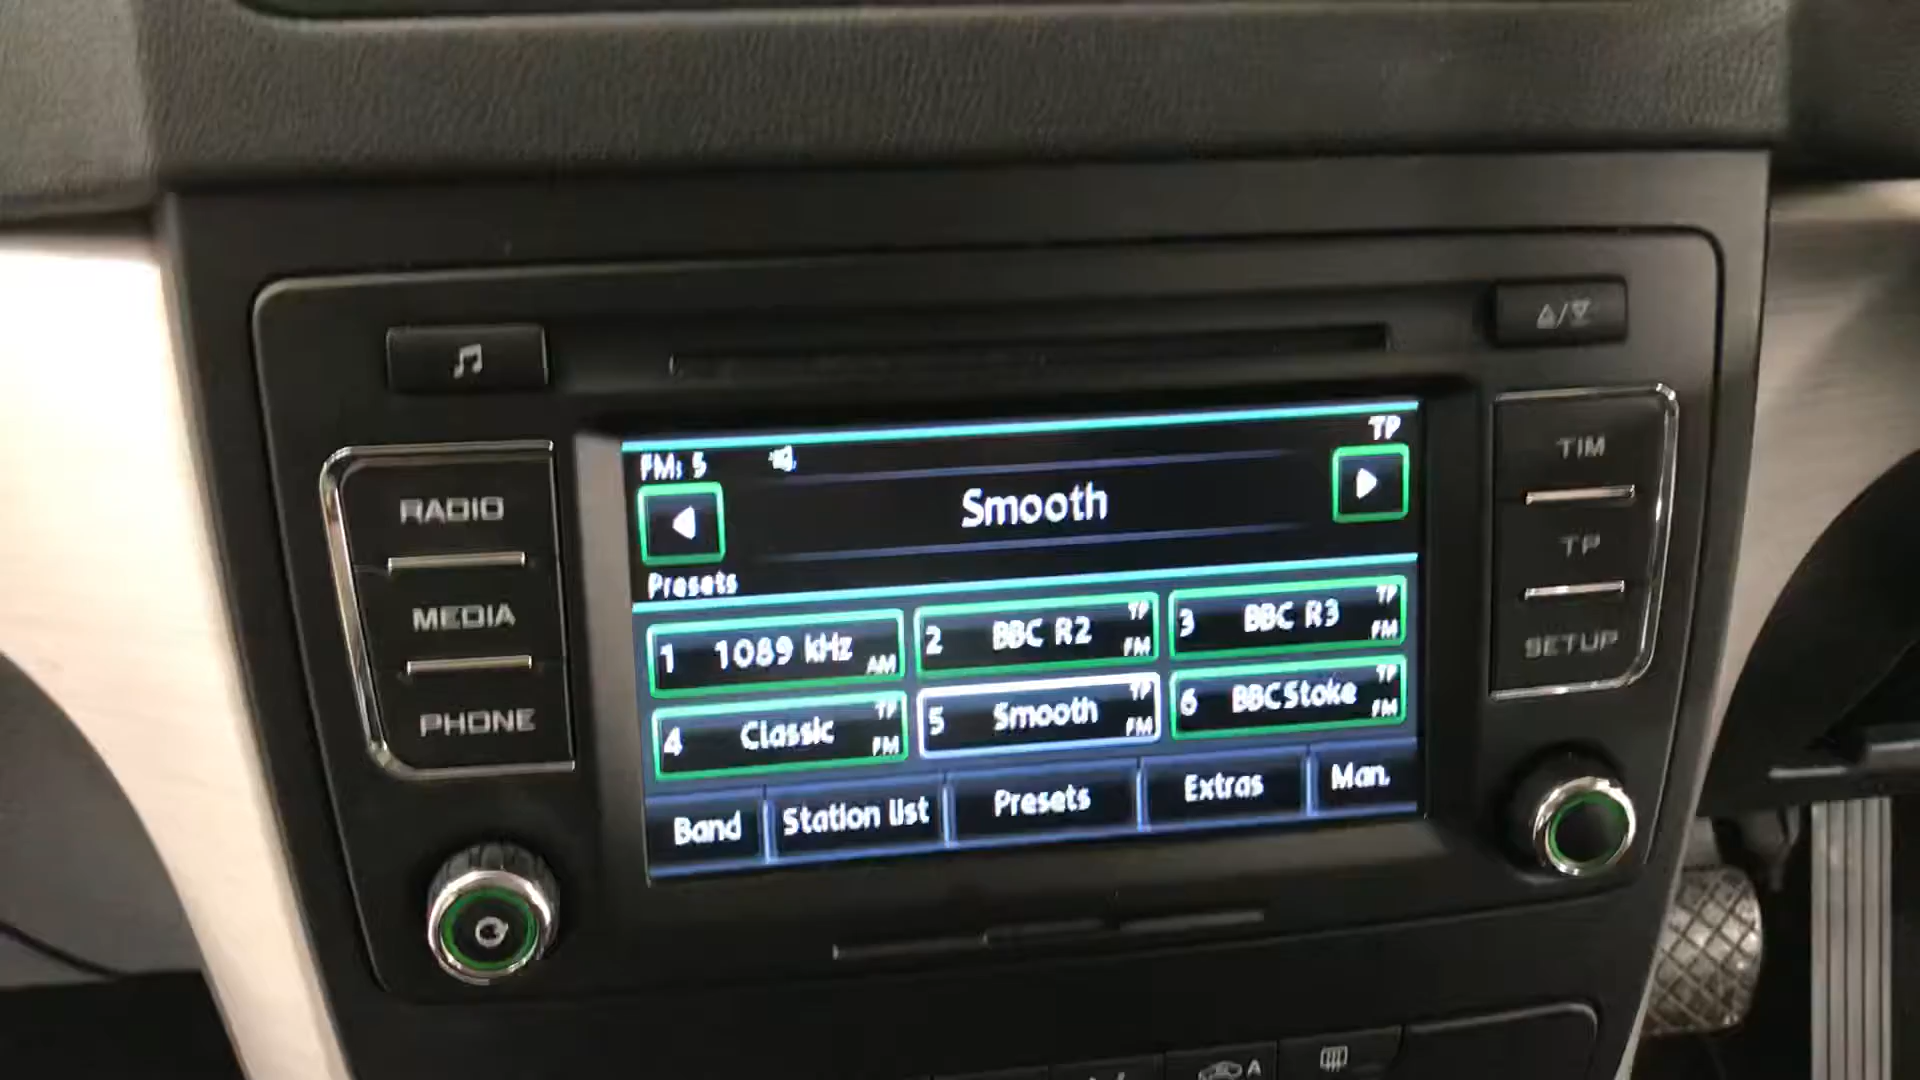 TP
FM: 5
Smooth
Presets
1 1089 kHz AM
2 BBC R2 TP FM
3 BBC R3 TP FM
4 Classic TP FM
5 Smooth TP FM
6 BBCStoke TP FM
Band Station list Presets Extras Man.
RADIO
MEDIA
PHONE
TIM
TP
SETUP
A